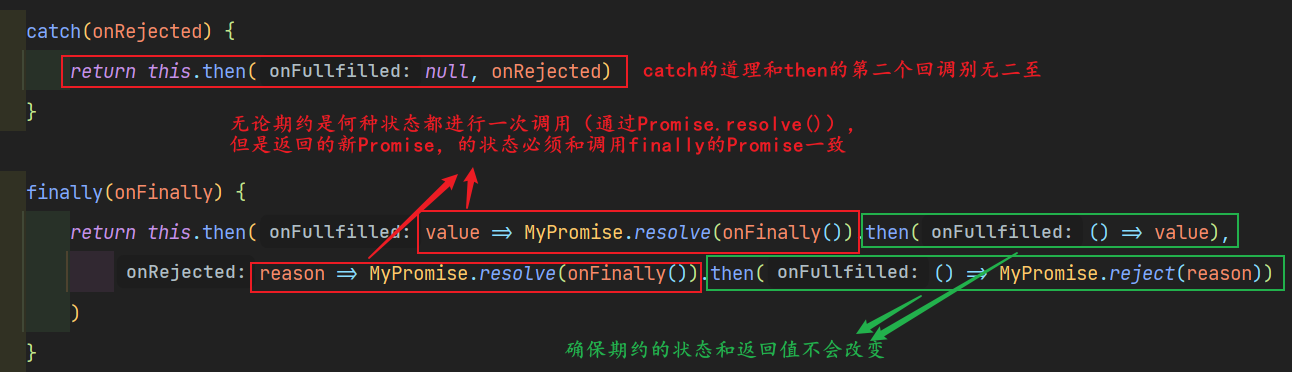 catch(onRejected) {
return this.then( onFullfilled: null, onRejected) catch的道理和then的第二个回调别无二至
}
无论期约是何种状态都进行一次调用（通过Promise.resolve()），
但是返回的新Promise，的状态必须和调用finally的Promise一致
finally(onFinally) {
return this.then( onFullfilled: value => MyPromise.resolve(onFinally()).then( onFullfilled: () => value),
onRejected: reason => MyPromise.resolve(onFinally()).then( onFullfilled: () => MyPromise.reject(reason))
)
确保期约的状态和返回值不会改变
}